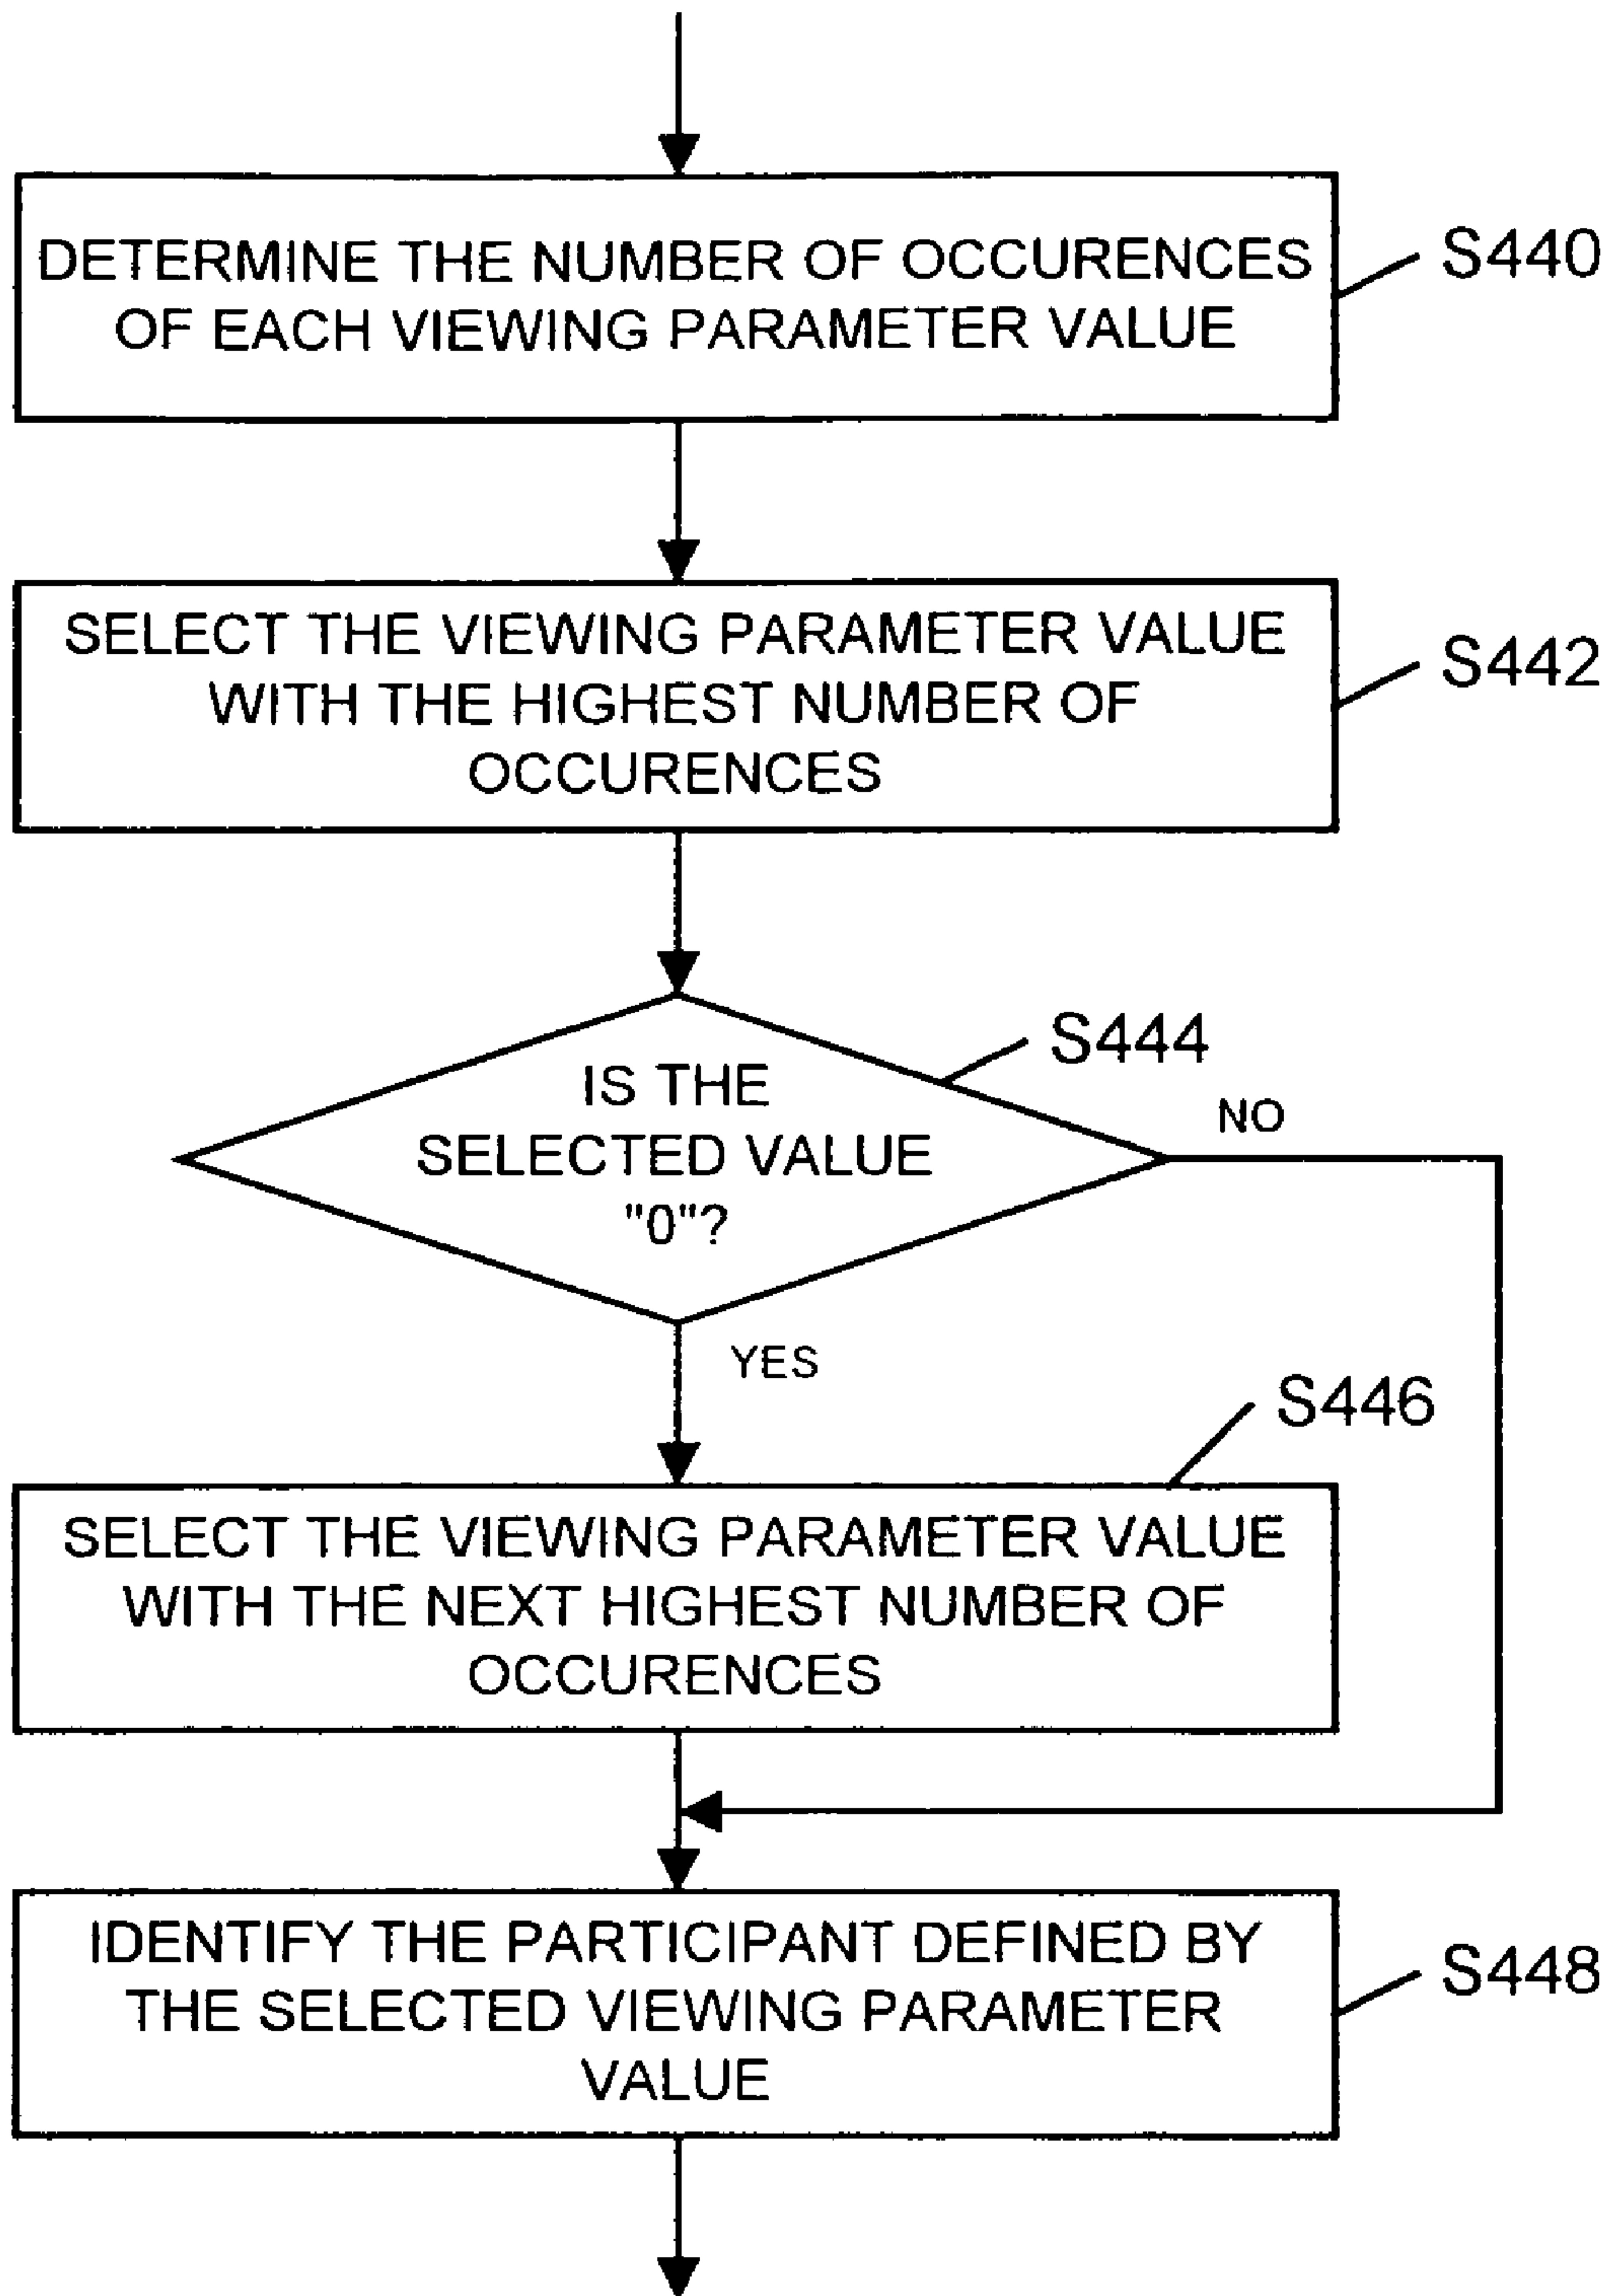 DETERMINE THE NUMBER OF OCCURENCES
OF EACH VIEWING PARAMETER VALUE
S440
SELECT THE VIEWING PARAMETER VALUE
WITH THE HIGHEST NUMBER OF
OCCURENCES
S442
IS THE
SELECTED VALUE
"0"?
S444
NO
YES
S446
SELECT THE VIEWING PARAMETER VALUE
WITH THE NEXT HIGHEST NUMBER OF
OCCURENCES
IDENTIFY THE PARTICIPANT DEFINED BY
THE SELECTED VIEWING PARAMETER
VALUE
S448